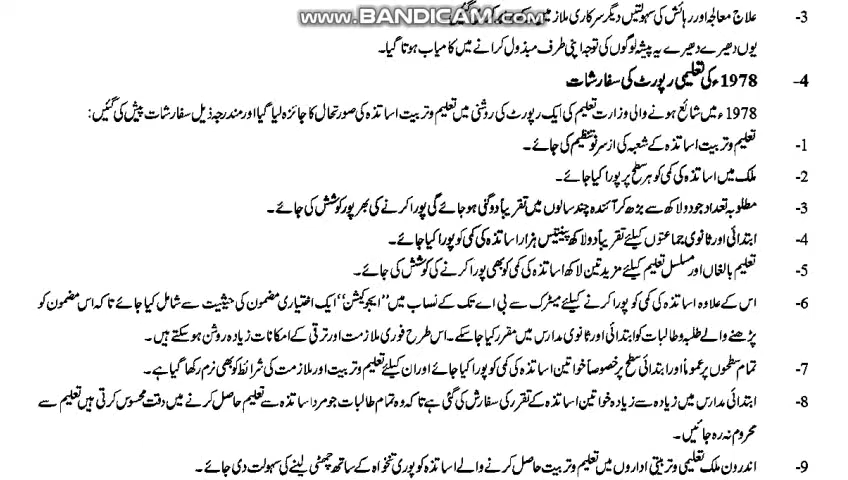 www.BANDICAM.com
3- علاج معالجہ اور رہائش کی سہولتیں دیگر سرکاری ملازمین گئیں
یوں دھیرے دھیرے یہ پیشہ لوگوں کی توجہ اپنی طرف مبذول کرانے میں کامیاب ہوتا گیا۔
4- 1978ء کی تعلیمی رپورٹ کی سفارشات
1978ء میں شائع ہونے والی وزارت تعلیم کی ایک رپورٹ کی روشنی میں تعلیم و تربیت اساتذہ کی صورتحال کا جائزہ لیا گیا اور مندرجہ ذیل سفارشات پیش کی گئیں:
1- تعلیم و تربیت اساتذہ کے شعبہ کی ازسر نو تنظیم کی جائے۔
2- ملک میں اساتذہ کی کمی کو ہر سطح پر پورا کیا جائے۔
3- مطلوبہ تعداد جو دو لاکھ سے بڑھ کر آئندہ چند سالوں میں تقریباً دوگنی ہو جائے گی پورا کرنے کی بھرپور کوشش کی جائے۔
4- ابتدائی اور ثانوی جماعتوں کیلئے تقریباً دو لاکھ پینتیس ہزار اساتذہ کی کمی کو پورا کیا جائے۔
5- تعلیم بالغاں اور مسلسل تعلیم کیلئے مزید تین لاکھ اساتذہ کی کمی کو بھی پورا کرنے کی کوشش کی جائے۔
6- اس کے علاوہ اساتذہ کی کمی کو پورا کرنے کیلئے میٹرک سے بی اے تک کے نصاب میں ''ایجوکیشن'' ایک اختیاری مضمون کی حیثیت سے شامل کیا جائے تاکہ اس مضمون کو
پڑھنے والے طلبہ و طالبات کو ابتدائی اور ثانوی مدارس میں مقرر کیا جا سکے۔ اس طرح فوری ملازمت اور ترقی کے امکانات زیادہ روشن ہو سکتے ہیں۔
7- تمام سطحوں پر عموماً اور ابتدائی سطح پر خصوصاً خواتین اساتذہ کی کمی کو پورا کیا جائے اور ان کیلئے تعلیم و تربیت اور ملازمت کی شرائط کو بھی نرم رکھا گیا ہے۔
8- ابتدائی مدارس میں زیادہ سے زیادہ خواتین اساتذہ کے تقرر کی سفارش کی گئی ہے تاکہ وہ تمام طالبات جو مرد اساتذہ سے تعلیم حاصل کرنے میں دقت محسوس کرتی ہیں تعلیم سے
محروم نہ رہ جائیں۔
9- اندرون ملک تعلیمی و تربیتی اداروں میں تعلیم و تربیت حاصل کرنے والے اساتذہ کو پوری تنخواہ کے ساتھ چھٹی لینے کی سہولت دی جائے۔